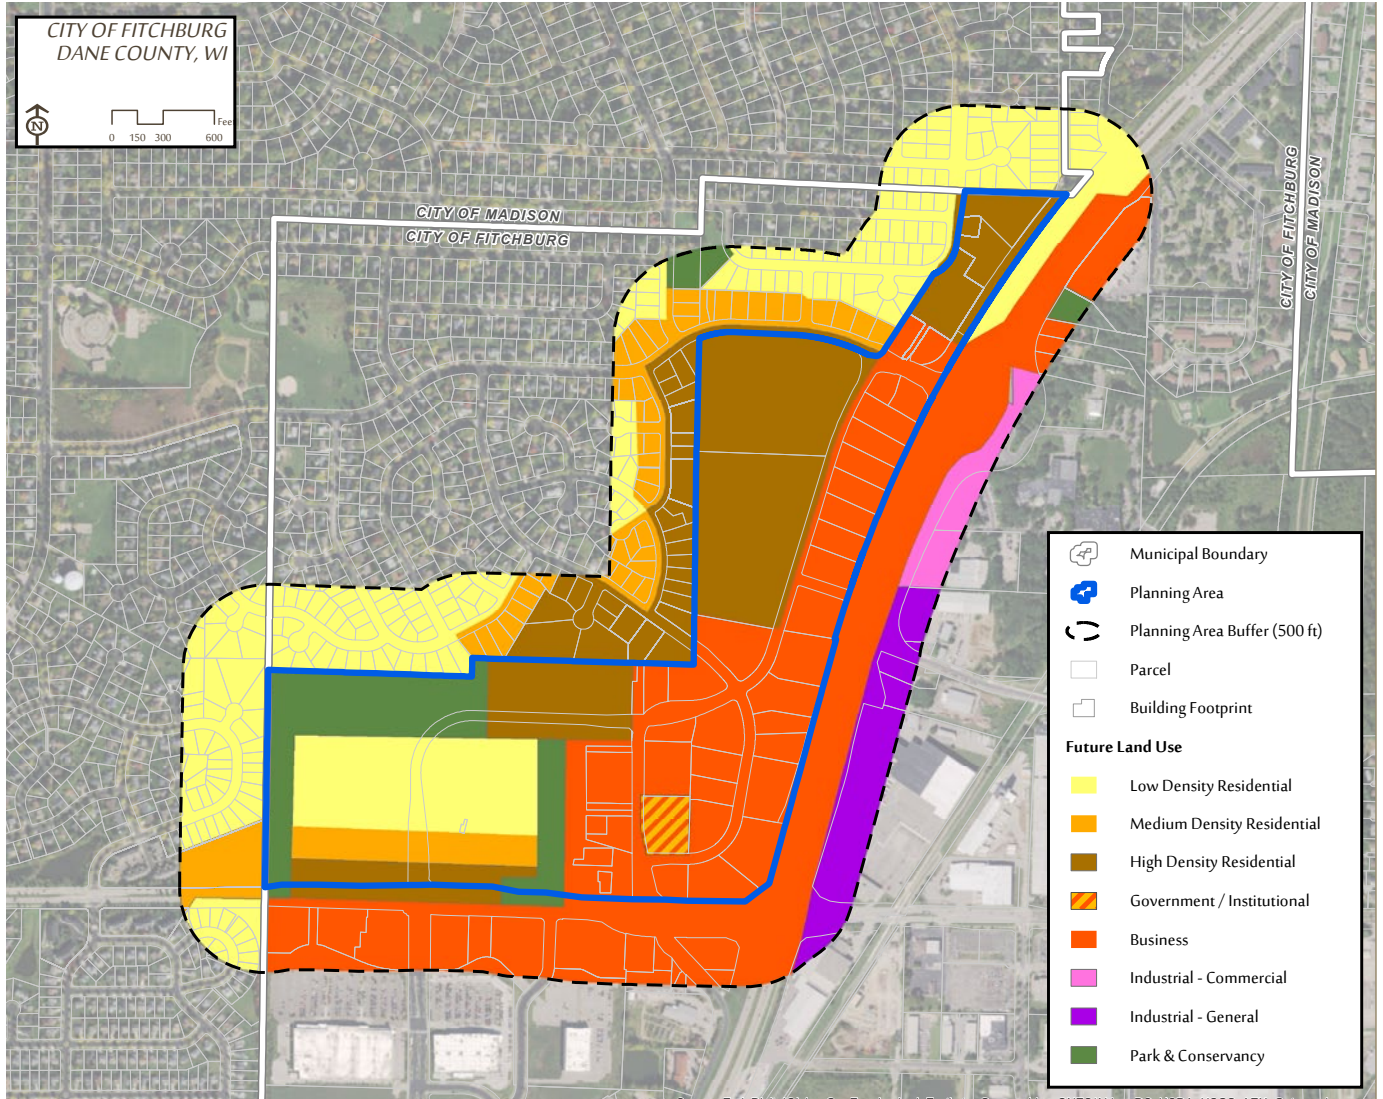 CITY OF FITCHBURG
DANE COUNTY, WI
N
Fee
0 150 300 600
CITY OF MADISON
CITY OF FITCHBURG
CITY OF FITCHBURG
CITY OF MADISON
Municipal Boundary
Planning Area
Planning Area Buffer (500 ft)
Parcel
Building Footprint
Future Land Use
Low Density Residential
Medium Density Residential
High Density Residential
Government / Institutional
Business
Industrial - Commercial
Industrial - General
Park & Conservancy